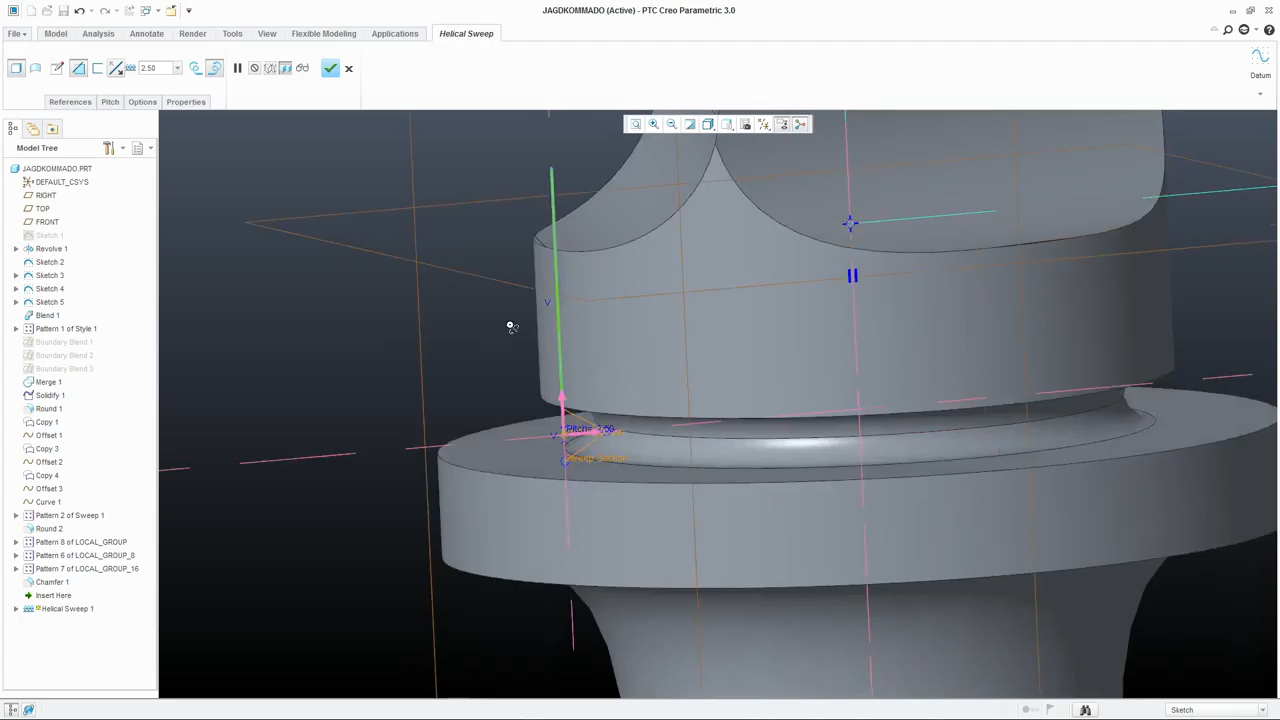 JAGDKOMMADO (Active) - PTC Creo Parametric 3.0
File Model Analysis Annotate Render Tools View Flexible Modeling Applications Helical Sweep
2.50
Datum
References Pitch Options Properties
Model Tree
JAGDKOMMADO.PRT
DEFAULT_CSYS
RIGHT
TOP
FRONT
Sketch 1
Revolve 1
Sketch 2
Sketch 3
Sketch 4
Sketch 5
Blend 1
Pattern 1 of Style 1
Boundary Blend 1
Boundary Blend 2
Boundary Blend 3
Merge 1
Solidify 1
Round 1
Copy 1
Offset 1
Copy 3
Offset 2
Copy 4
Offset 3
Curve 1
Pattern 2 of Sweep 1
Round 2
Pattern 8 of LOCAL_GROUP
Pattern 6 of LOCAL_GROUP_8
Pattern 7 of LOCAL_GROUP_16
Chamfer 1
Insert Here
Helical Sweep 1
V
V
Pitch= 2.50
Sweep Section
Sketch